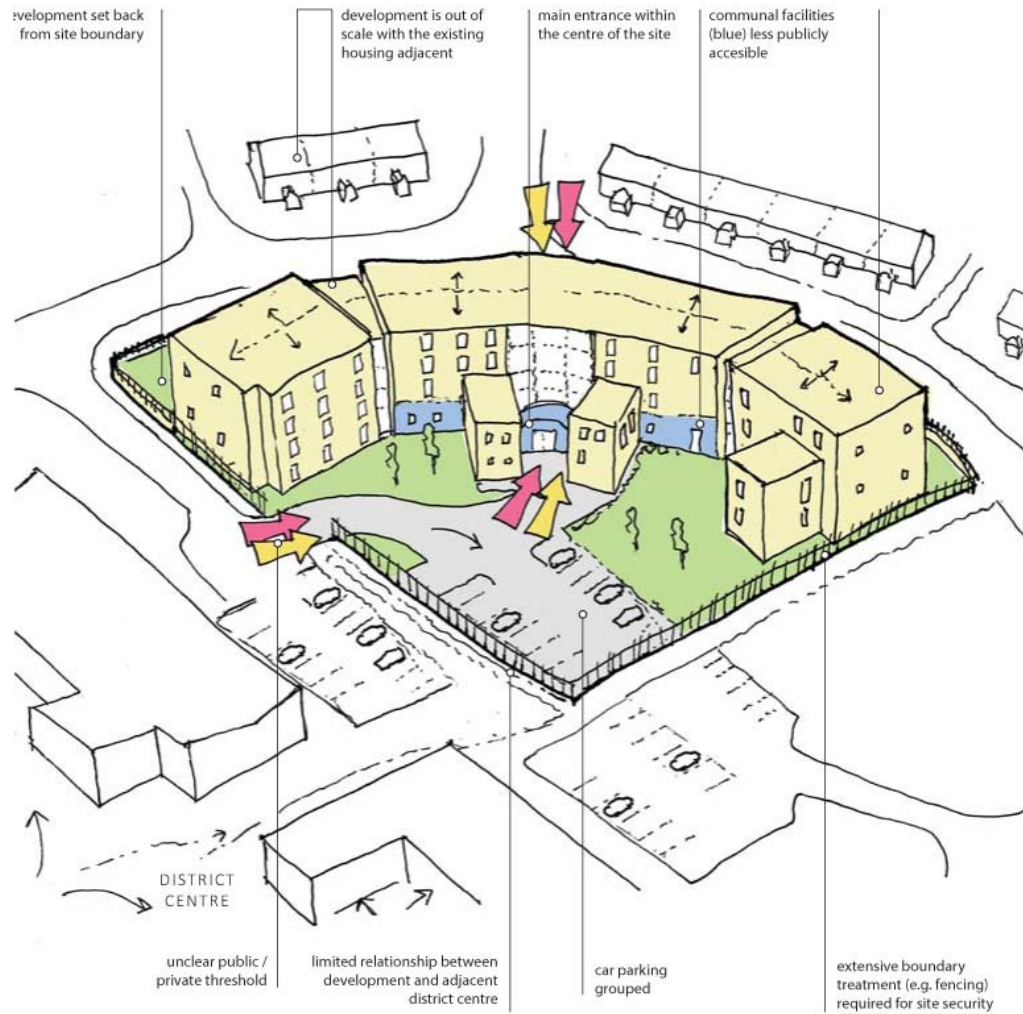 evelopment set back
from site boundary
development is out of
scale with the existing
housing adjacent
main entrance within
the centre of the site
communal facilities
(blue) less publicly
accesible
DISTRICT
CENTRE
unclear public /
private threshold
limited relationship between
development and adjacent
district centre
car parking
grouped
extensive boundary
treatment (e.g. fencing)
required for site security